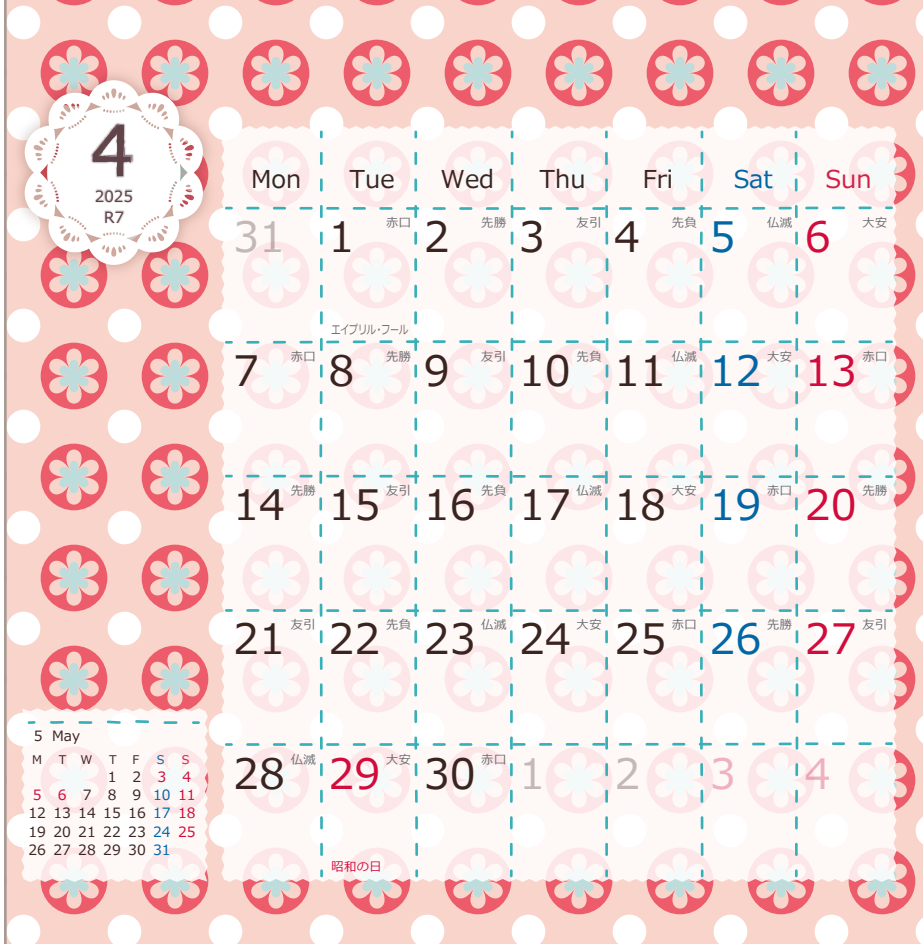 4
2025
R7
Mon Tue Wed Thu Fri Sat Sun
31 1 赤口 2 先勝 3 友引 4 先負 5 仏滅 6 大安
エイプリル・フール
7 赤口 8 先勝 9 友引 10 先負 11 仏滅 12 大安 13 赤口
14 先勝 15 友引 16 先負 17 仏滅 18 大安 19 赤口 20 先勝
21 友引 22 先負 23 仏滅 24 大安 25 赤口 26 先勝 27 友引
28 仏滅 29 大安 30 赤口 1 2 3 4
昭和の日
5 May
M T W T F S S
1 2 3 4
5 6 7 8 9 10 11
12 13 14 15 16 17 18
19 20 21 22 23 24 25
26 27 28 29 30 31